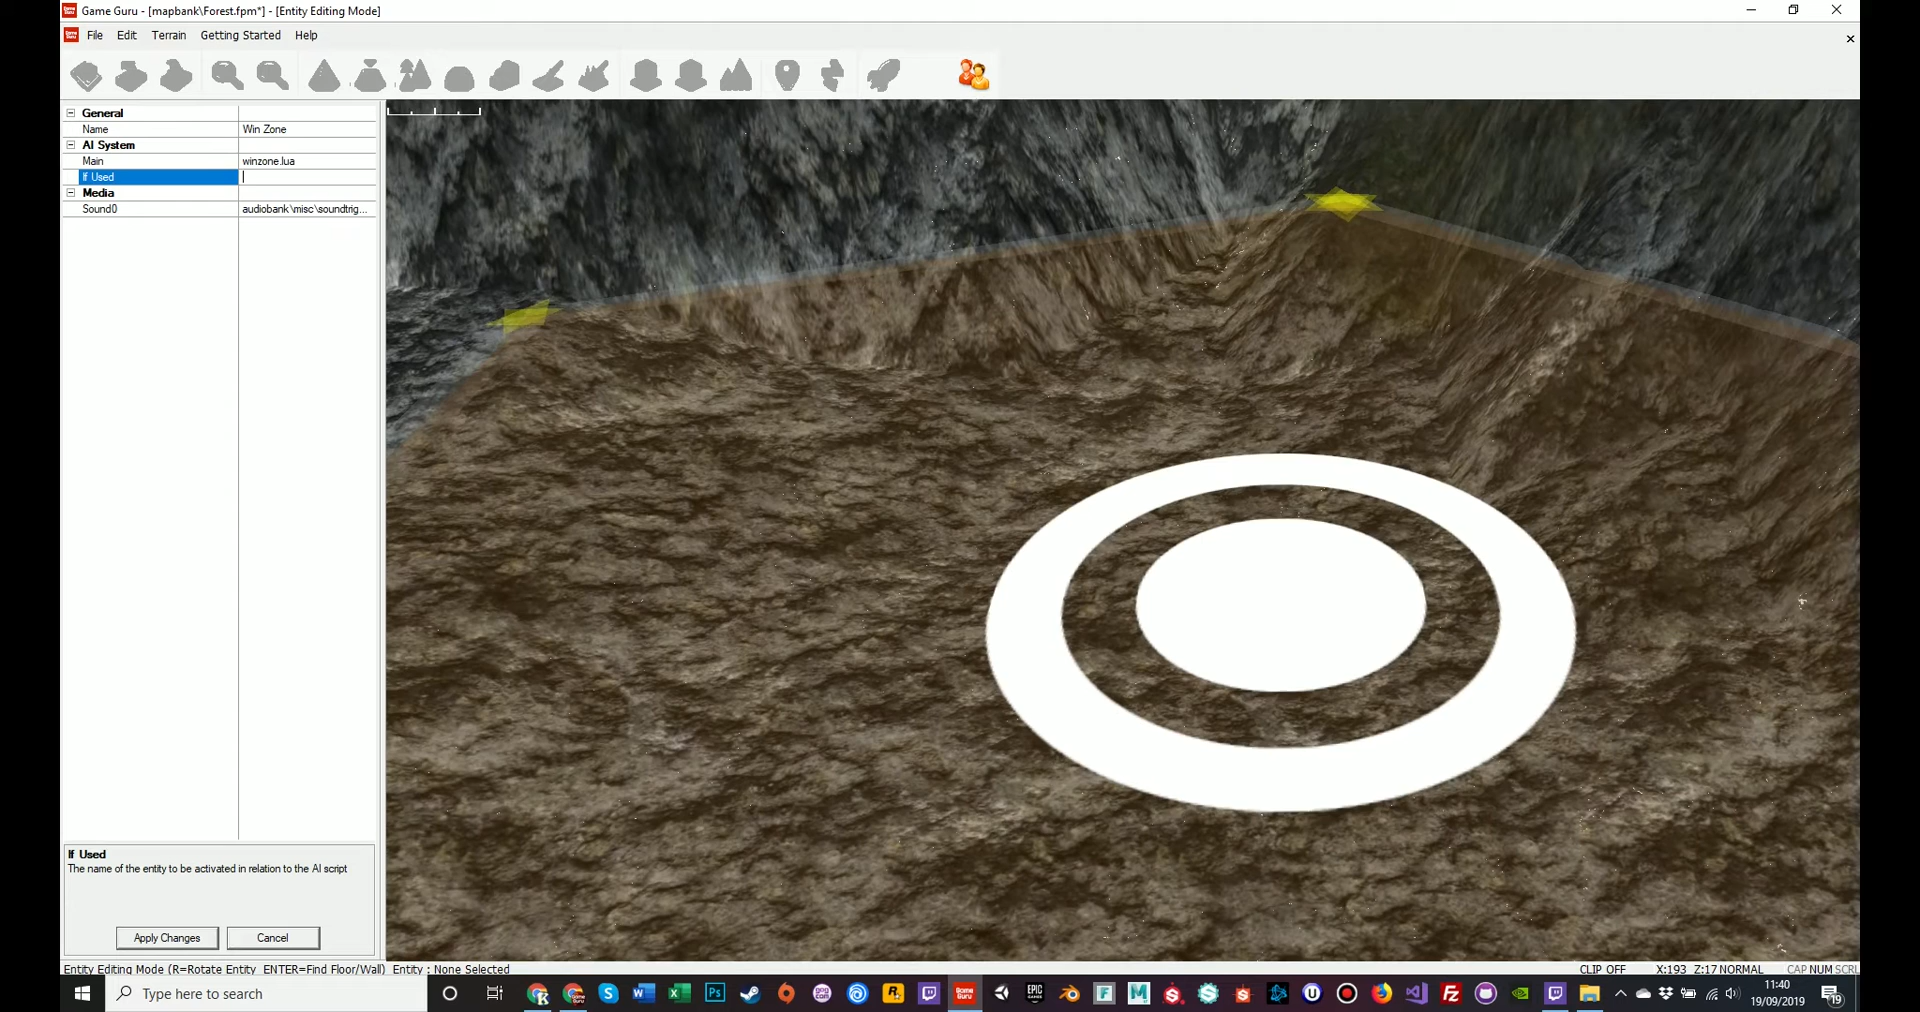 Game Guru - [mapbank\Forest.fpm*] - [Entity Editing Mode]
File Edit Terrain Getting Started Help
General
Name Win Zone
AI System
Main winzone.lua
If Used
Media
Sound0 audiobank\misc\soundtrig...
If Used
The name of the entity to be activated in relation to the AI script
Apply Changes Cancel
Entity Editing Mode (R=Rotate Entity ENTER=Find Floor/Wall) Entity : None Selected CLIP OFF X:193 Z:17 NORMAL CAP NUM SCRL
Type here to search
11:40
19/09/2019
19